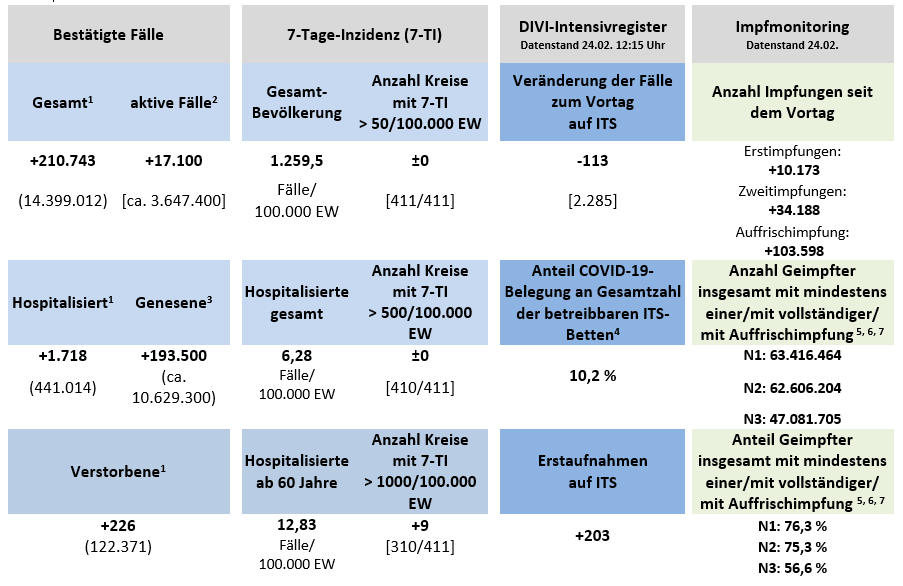 Bestätigte Fälle
7-Tage-Inzidenz (7-TI)
DIVI-Intensivregister
Datenstand 24.02. 12:15 Uhr
Impfmonitoring
Datenstand 24.02.
Gesamt¹
aktive Fälle²
Gesamt-
Bevölkerung
Anzahl Kreise
mit 7-TI
> 50/100.000 EW
Veränderung der Fälle
zum Vortag
auf ITS
Anzahl Impfungen seit
dem Vortag
+210.743
(14.399.012)
+17.100
[ca. 3.647.400]
1.259,5
Fälle/
100.000 EW
±0
[411/411]
-113
[2.285]
Erstimpfungen:
+10.173
Zweitimpfungen:
+34.188
Auffrischimpfung:
+103.598
Hospitalisiert¹
Genesene³
Hospitalisierte
gesamt
Anzahl Kreise
mit 7-TI
> 500/100.000
EW
Anteil COVID-19-
Belegung an Gesamtzahl
der betreibbaren ITS-
Betten⁴
Anzahl Geimpfter
insgesamt mit mindestens
einer/mit vollständiger/
mit Auffrischimpfung ⁵, ⁶, ⁷
+1.718
(441.014)
+193.500
(ca.
10.629.300)
6,28
Fälle/
100.000 EW
±0
[410/411]
10,2 %
N1: 63.416.464
N2: 62.606.204
N3: 47.081.705
Verstorbene¹
Hospitalisierte
ab 60 Jahre
Anzahl Kreise
mit 7-TI
> 1000/100.000
EW
Erstaufnahmen
auf ITS
Anteil Geimpfter
insgesamt mit mindestens
einer/mit vollständiger/
mit Auffrischimpfung ⁵, ⁶, ⁷
+226
(122.371)
12,83
Fälle/
100.000 EW
+9
[310/411]
+203
N1: 76,3 %
N2: 75,3 %
N3: 56,6 %